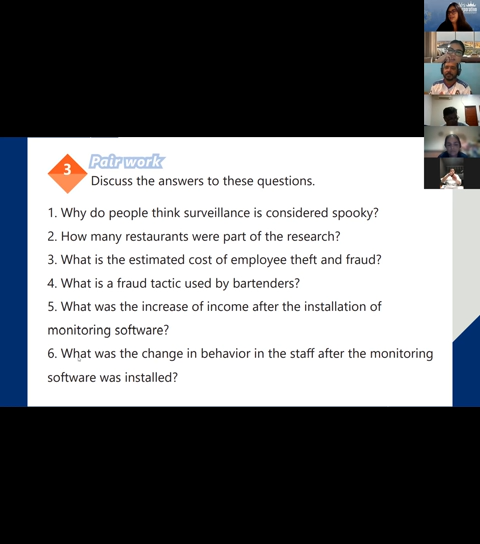 3
Pair work
Discuss the answers to these questions.
1. Why do people think surveillance is considered spooky?
2. How many restaurants were part of the research?
3. What is the estimated cost of employee theft and fraud?
4. What is a fraud tactic used by bartenders?
5. What was the increase of income after the installation of
monitoring software?
6. What was the change in behavior in the staff after the monitoring
software was installed?